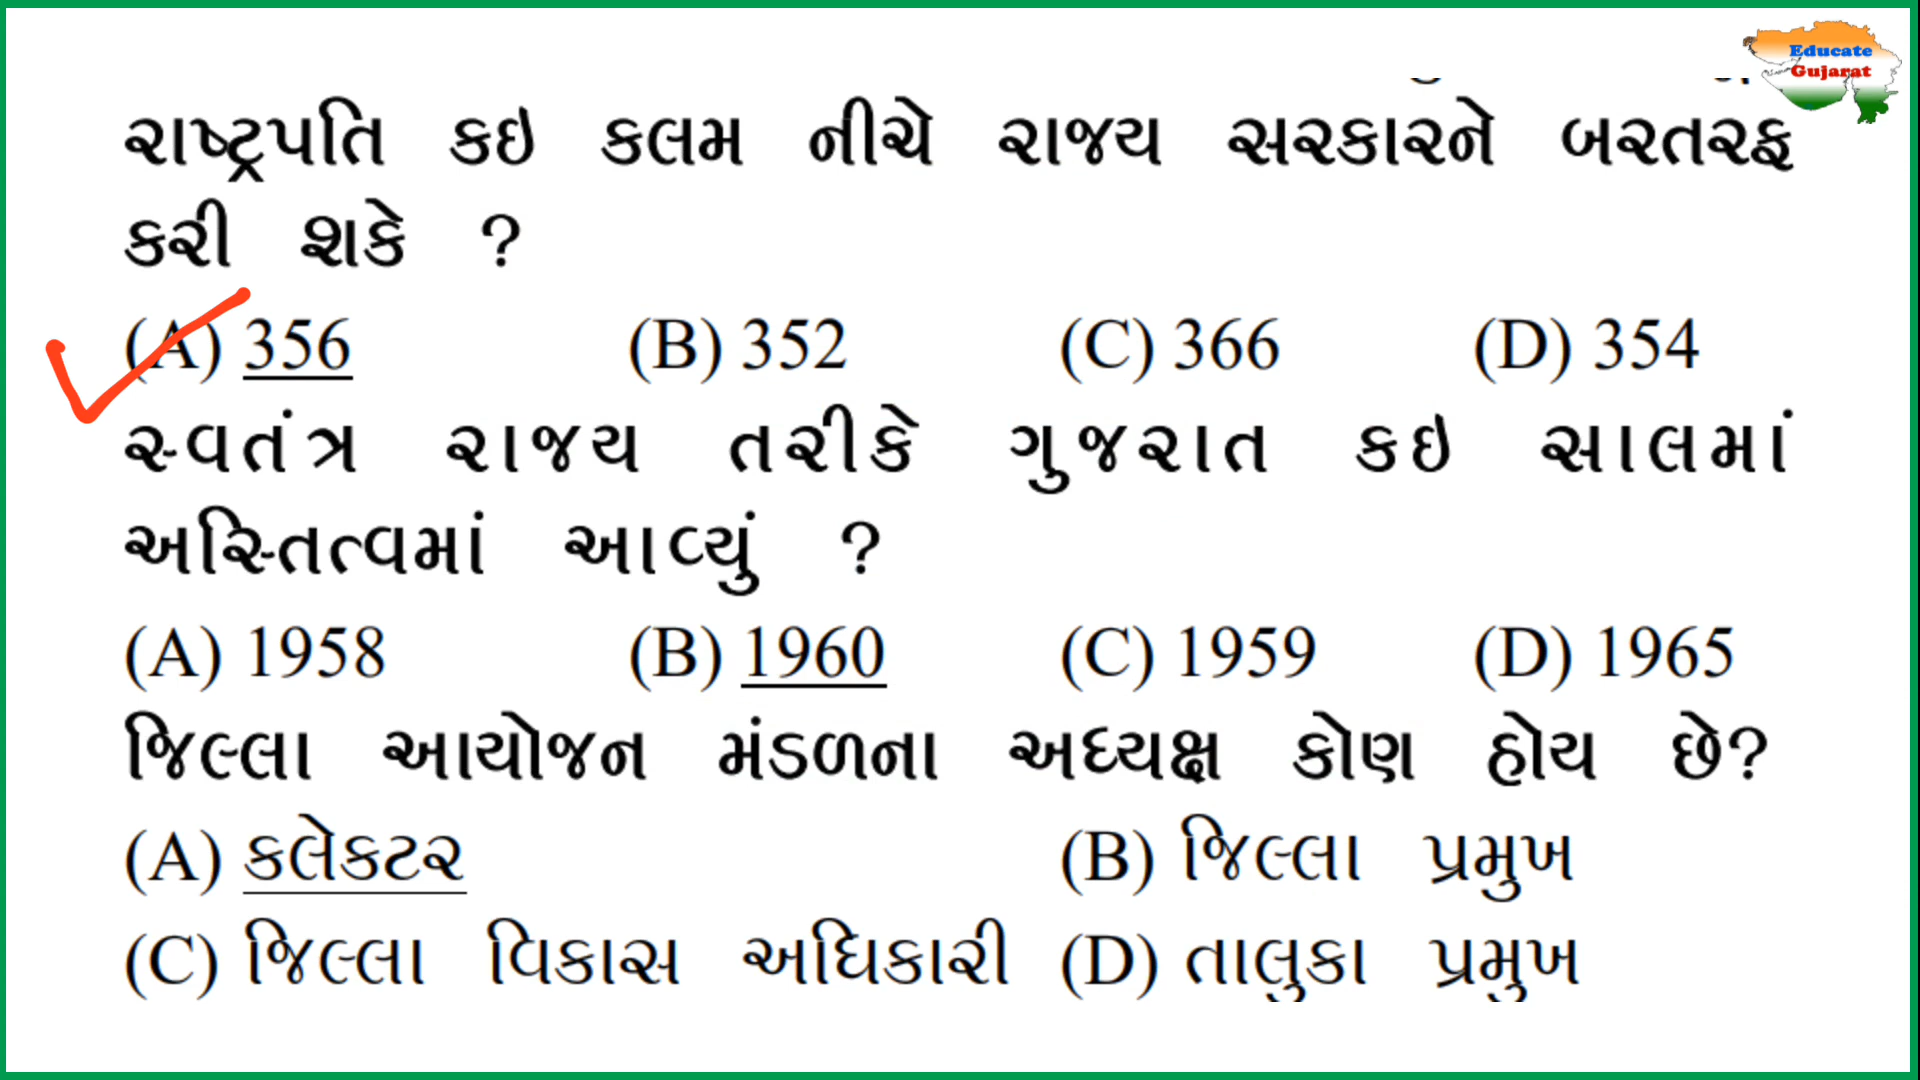 Educate
Gujarat
રાષ્ટ્રપતિ કઇ કલમ નીચે રાજય સરકારને બરતરફ
કરી શકે ?
(A) 356 (B) 352 (C) 366 (D) 354
સ્વતંત્ર રાજય તરીકે ગુજરાત કઇ સાલમાં
અસ્તિત્વમાં આવ્યું ?
(A) 1958 (B) 1960 (C) 1959 (D) 1965
જિલ્લા આયોજન મંડળના અધ્યક્ષ કોણ હોય છે?
(A) કલેકટર (B) જિલ્લા પ્રમુખ
(C) જિલ્લા વિકાસ અધિકારી (D) તાલુકા પ્રમુખ